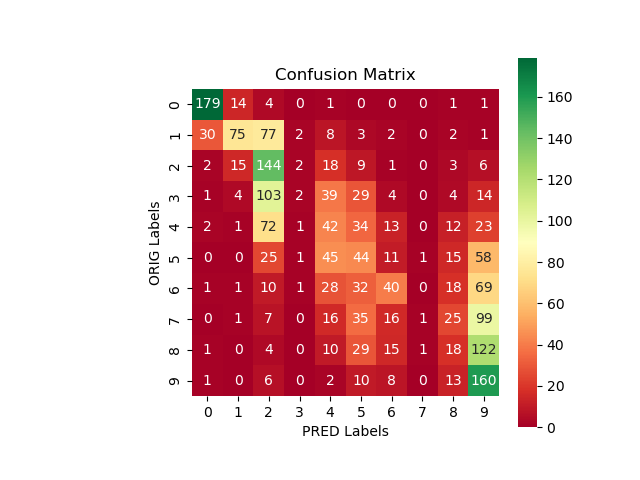 Confusion Matrix
0 179 14 4 0 1 0 0 0 1 1
1 30 75 77 2 8 3 2 0 2 1
2 2 15 144 2 18 9 1 0 3 6
3 1 4 103 2 39 29 4 0 4 14
4 2 1 72 1 42 34 13 0 12 23
5 0 0 25 1 45 44 11 1 15 58
6 1 1 10 1 28 32 40 0 18 69
7 0 1 7 0 16 35 16 1 25 99
8 1 0 4 0 10 29 15 1 18 122
9 1 0 6 0 2 10 8 0 13 160
0 1 2 3 4 5 6 7 8 9
ORIG Labels
PRED Labels
160
140
120
100
80
60
40
20
0